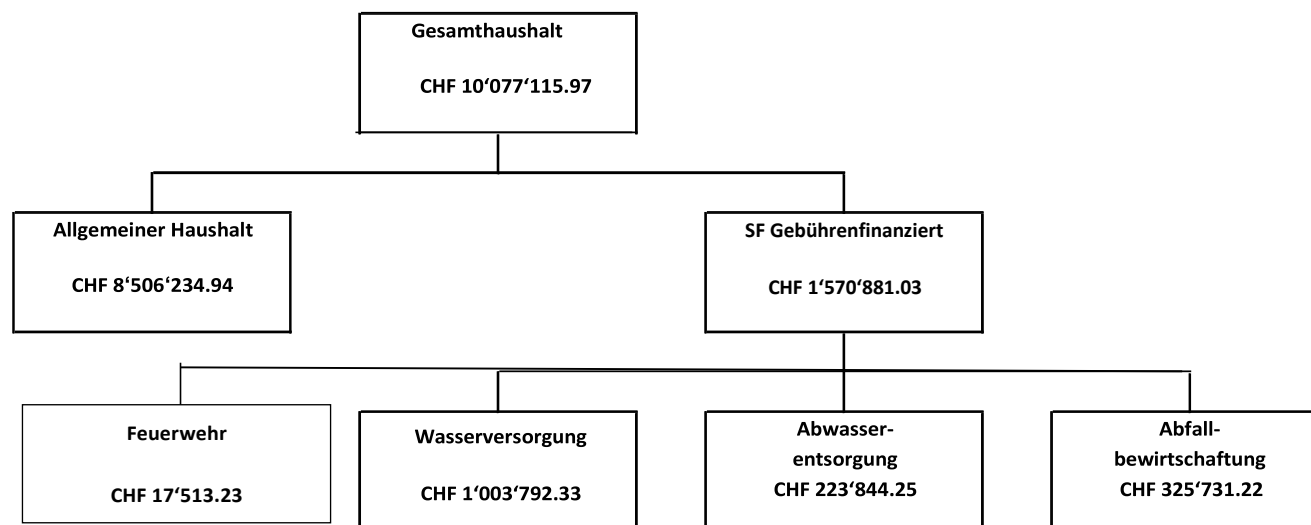 Gesamthaushalt
CHF 10‘077‘115.97
Allgemeiner Haushalt
CHF 8‘506‘234.94
SF Gebührenfinanziert
CHF 1‘570‘881.03
Feuerwehr
CHF 17‘513.23
Wasserversorgung
CHF 1‘003‘792.33
Abwasser-
entsorgung
CHF 223‘844.25
Abfall-
bewirtschaftung
CHF 325‘731.22